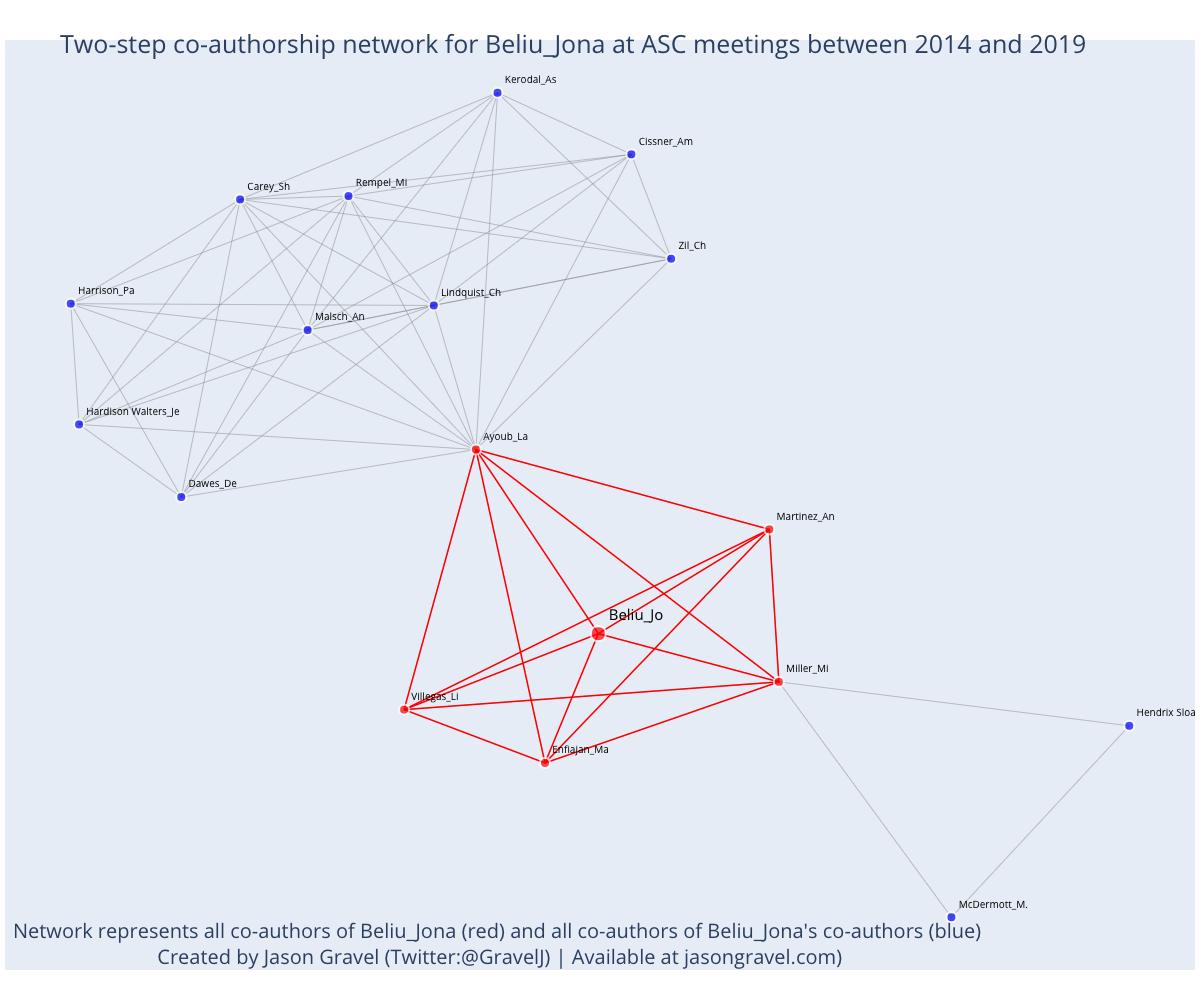 Two-step co-authorship network for Beliu_Jona at ASC meetings between 2014 and 2019
Kerodal_As
Cissner_Am
Carey_Sh
Rempel_Mi
Zil_Ch
Harrison_Pa
Lindquist_Ch
Malsch_An
Hardison Walters_Je
Ayoub_La
Dawes_De
Martinez_An
Beliu_Jo
Miller_Mi
Villegas_Li
Hendrix Sloa
Enfiajan_Ma
McDermott_M.
Network represents all co-authors of Beliu_Jona (red) and all co-authors of Beliu_Jona's co-authors (blue)
Created by Jason Gravel (Twitter:@GravelJ) | Available at jasongravel.com)